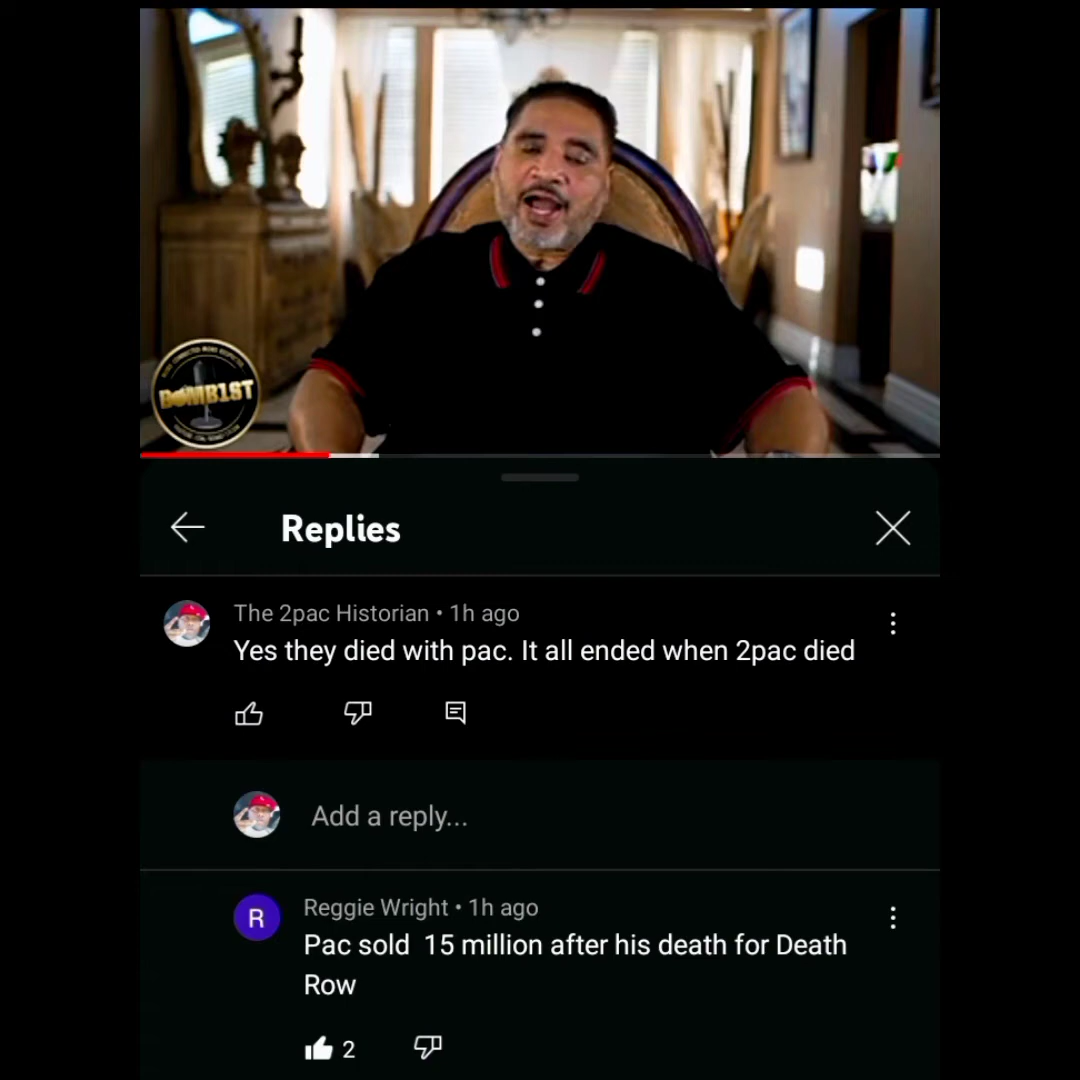 BOMB1ST
Replies
The 2pac Historian • 1h ago
Yes they died with pac. It all ended when 2pac died
Add a reply...
R
Reggie Wright • 1h ago
Pac sold  15 million after his death for Death
Row
2